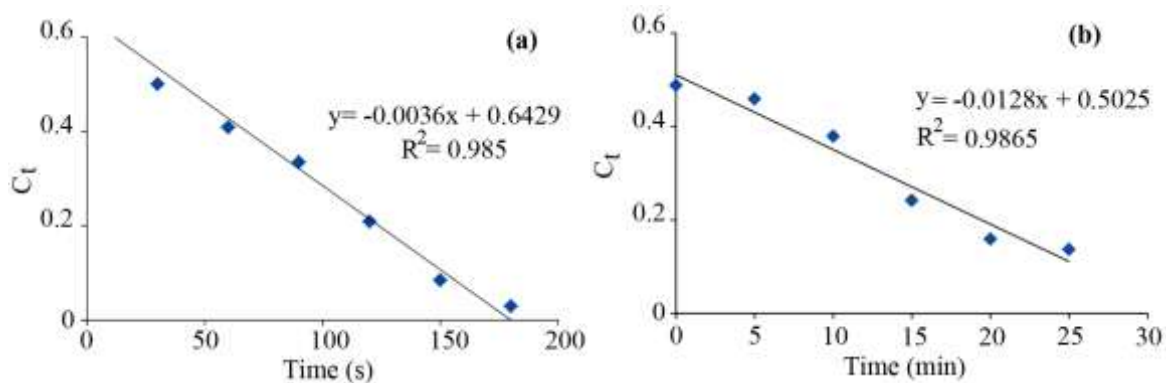 (a)
0.6
0.4
0.2
0
y= -0.0036x + 0.6429
R²= 0.985
Cₜ
0 50 100 150 200
Time (s)
(b)
0.6
0.4
0.2
0
y= -0.0128x + 0.5025
R²= 0.9865
Cₜ
0 5 10 15 20 25 30
Time (min)